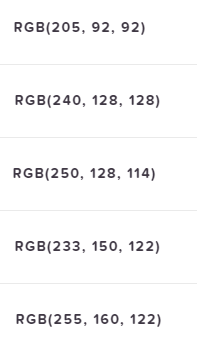 RGB(205, 92, 92)
RGB(240, 128, 128)
RGB(250, 128, 114)
RGB(233, 150, 122)
RGB(255, 160, 122)